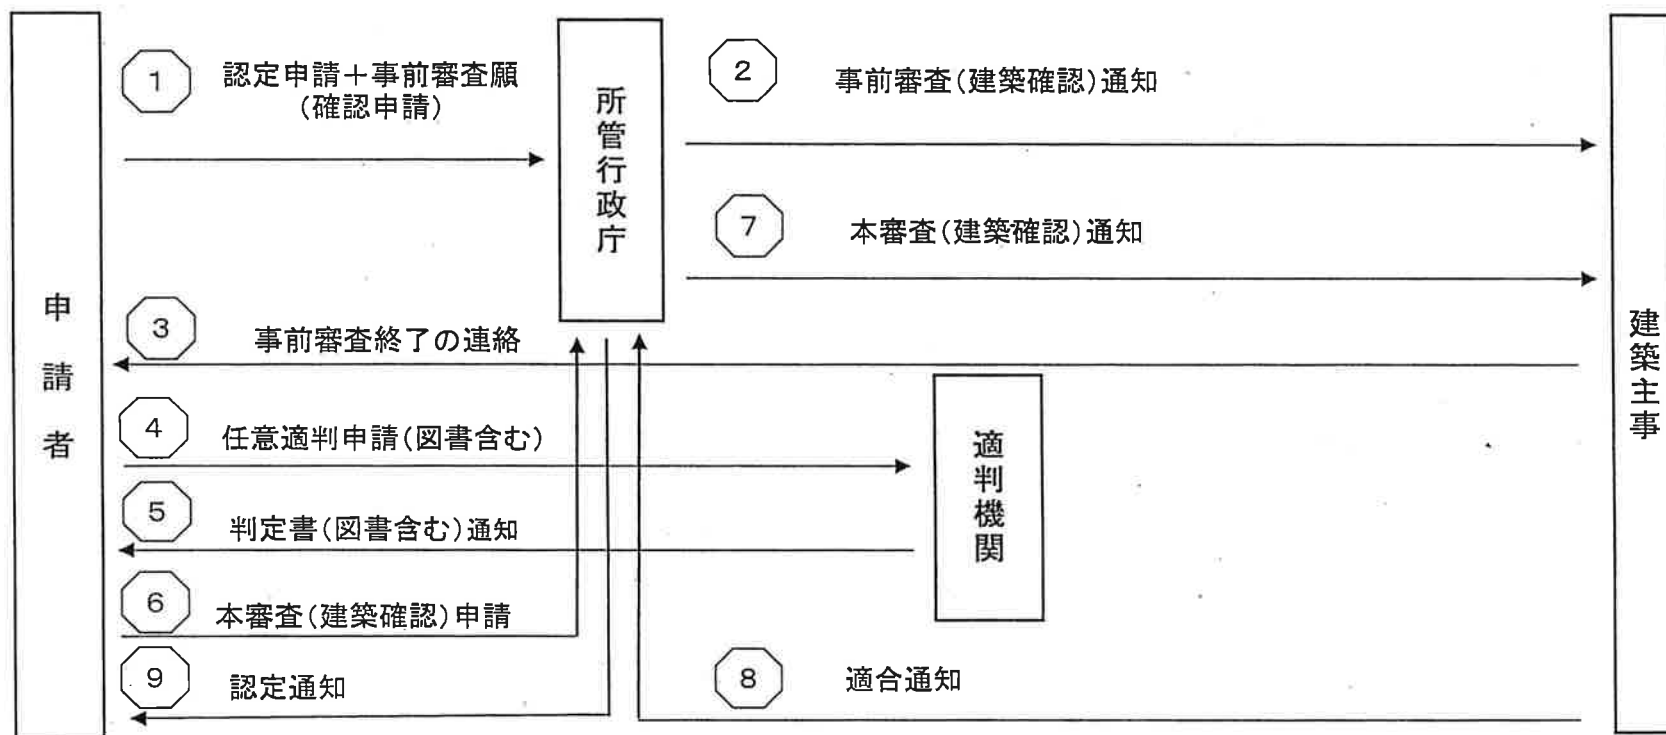 申請者
1
認定申請+事前審査願
(確認申請)
所管行政庁
2
事前審査(建築確認)通知
7
本審査(建築確認)通知
建築主事
3
事前審査終了の連絡
4
任意適判申請(図書含む)
適判機関
5
判定書(図書含む)通知
6
本審査(建築確認)申請
9
認定通知
8
適合通知